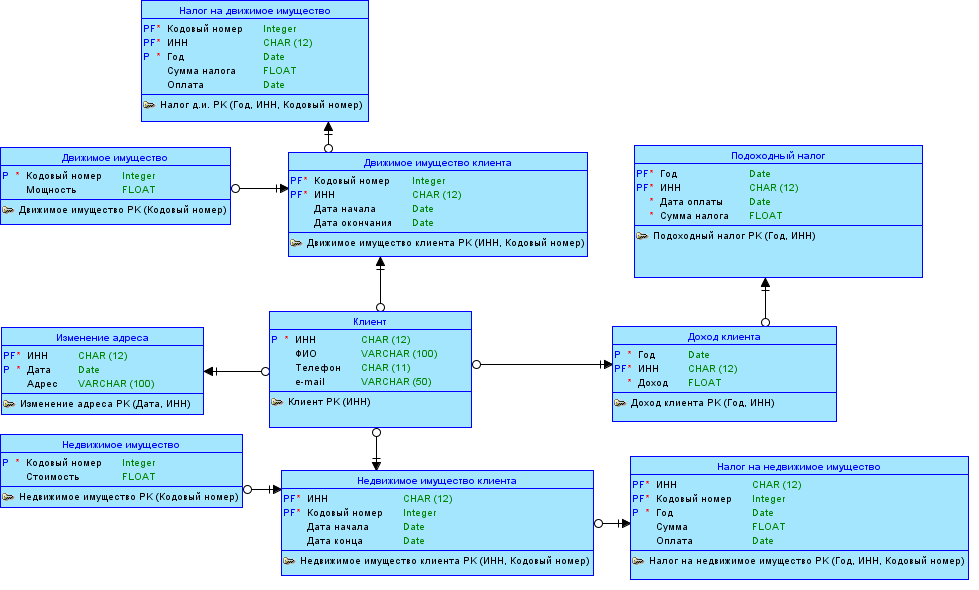 Налог на движимое имущество
PF* Кодовый номер Integer
PF* ИНН CHAR (12)
P * Год Date
Сумма налога FLOAT
Оплата Date
Налог д.и. PK (Год, ИНН, Кодовый номер)
Движимое имущество
P * Кодовый номер Integer
Мощность FLOAT
Движимое имущество PK (Кодовый номер)
Движимое имущество клиента
PF* Кодовый номер Integer
PF* ИНН CHAR (12)
Дата начала Date
Дата окончания Date
Движимое имущество клиента PK (ИНН, Кодовый номер)
Подоходный налог
PF* Год Date
PF* ИНН CHAR (12)
* Дата оплаты Date
* Сумма налога FLOAT
Подоходный налог PK (Год, ИНН)
Изменение адреса
PF* ИНН CHAR (12)
P * Дата Date
Адрес VARCHAR (100)
Изменение адреса PK (Дата, ИНН)
Клиент
P * ИНН CHAR (12)
ФИО VARCHAR (100)
Телефон CHAR (11)
e-mail VARCHAR (50)
Клиент PK (ИНН)
Доход клиента
P * Год Date
PF* ИНН CHAR (12)
* Доход FLOAT
Доход клиента PK (Год, ИНН)
Недвижимое имущество
P * Кодовый номер Integer
Стоимость FLOAT
Недвижимое имущество PK (Кодовый номер)
Недвижимое имущество клиента
PF* ИНН CHAR (12)
PF* Кодовый номер Integer
Дата начала Date
Дата конца Date
Недвижимое имущество клиента PK (ИНН, Кодовый номер)
Налог на недвижимое имущество
PF* ИНН CHAR (12)
PF* Кодовый номер Integer
P * Год Date
Сумма FLOAT
Оплата Date
Налог на недвижимое имущество PK (Год, ИНН, Кодовый номер)